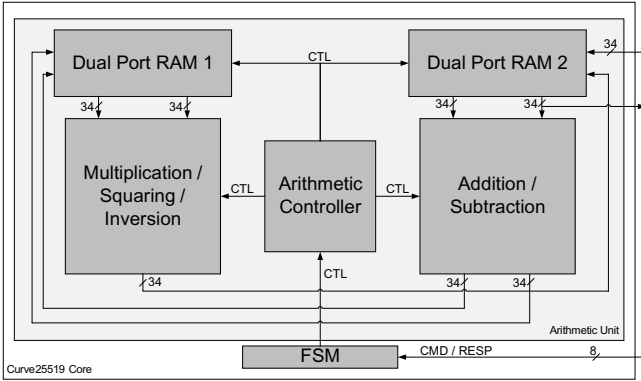 34
Dual Port RAM 1
CTL
Dual Port RAM 2
34
34
34
34
Multiplication /
Squaring /
Inversion
CTL
Arithmetic
Controller
CTL
Addition /
Subtraction
34
CTL
34
34
Arithmetic Unit
FSM
CMD / RESP
8
Curve25519 Core